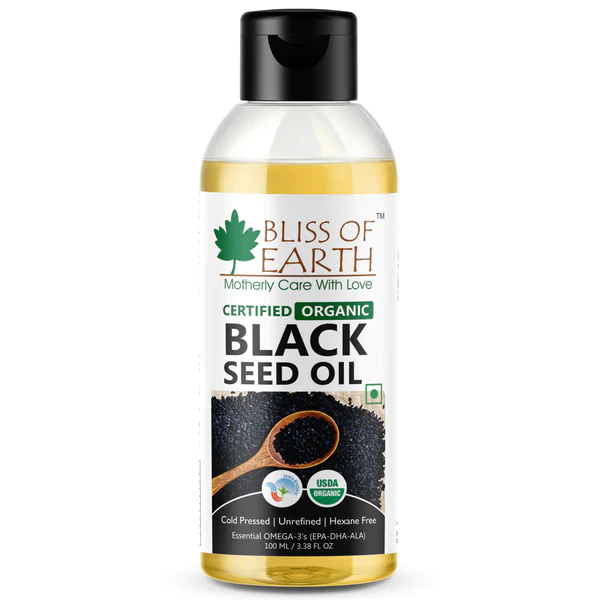 BLISS OF ™
EARTH
Motherly Care With Love
CERTIFIED ORGANIC
BLACK
SEED OIL
USDA
ORGANIC
Cold Pressed | Unrefined | Hexane Free
Essential OMEGA-3's (EPA-DHA-ALA)
100 ML / 3.38 FL OZ